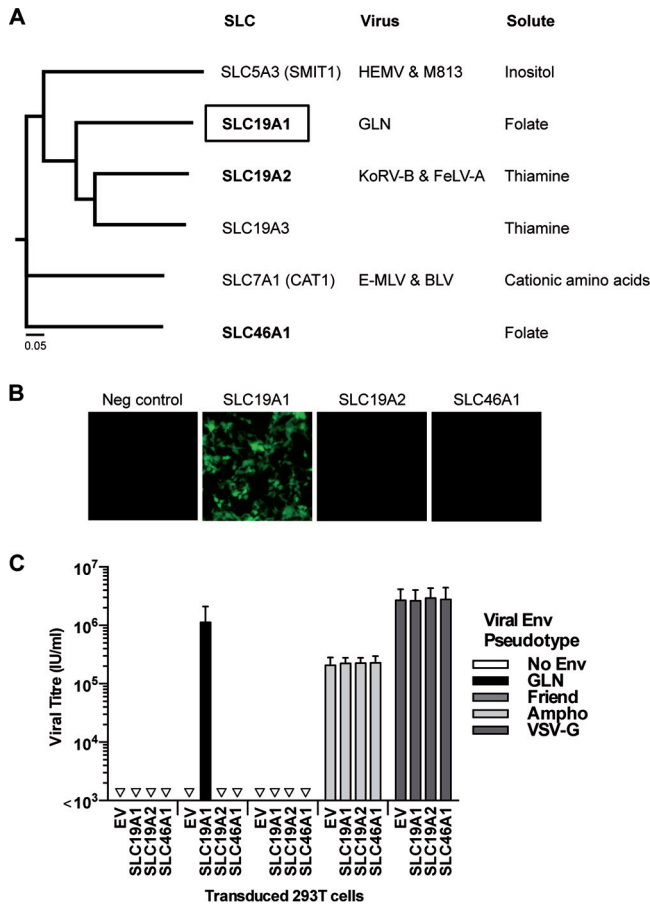 A
SLC Virus Solute
SLC5A3 (SMIT1) HEMV & M813 Inositol
SLC19A1 GLN Folate
SLC19A2 KoRV-B & FeLV-A Thiamine
SLC19A3 Thiamine
SLC7A1 (CAT1) E-MLV & BLV Cationic amino acids
SLC46A1 Folate
0.05
B
Neg control SLC19A1 SLC19A2 SLC46A1
C
Viral Titre (IU/ml)
10⁷
10⁶
10⁵
10⁴
<10³
EV SLC19A1 SLC19A2 SLC46A1 EV SLC19A1 SLC19A2 SLC46A1 EV SLC19A1 SLC19A2 SLC46A1 EV SLC19A1 SLC19A2 SLC46A1 EV SLC19A1 SLC19A2 SLC46A1
Transduced 293T cells
Viral Env
Pseudotype
No Env
GLN
Friend
Ampho
VSV-G